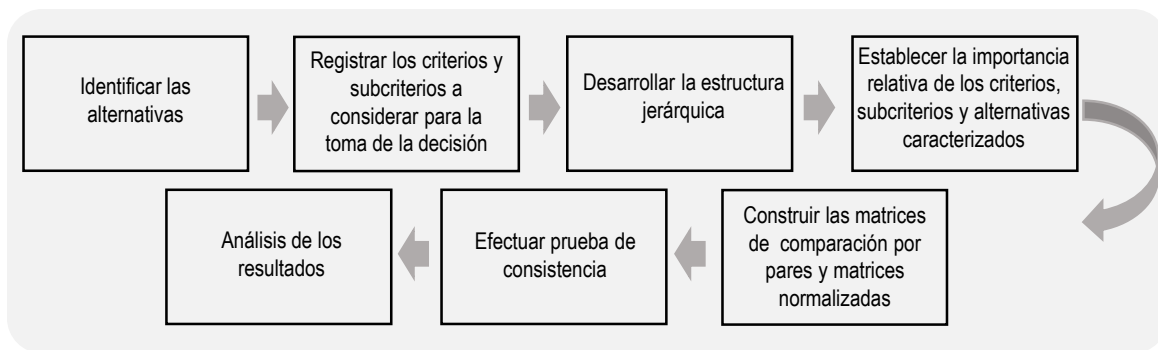 Identificar las
alternativas
Registrar los criterios y
subcriterios a
considerar para la
toma de la decisión
Desarrollar la estructura
jerárquica
Establecer la importancia
relativa de los criterios,
subcriterios y alternativas
caracterizados
Construir las matrices
de comparación por
pares y matrices
normalizadas
Efectuar prueba de
consistencia
Análisis de los
resultados